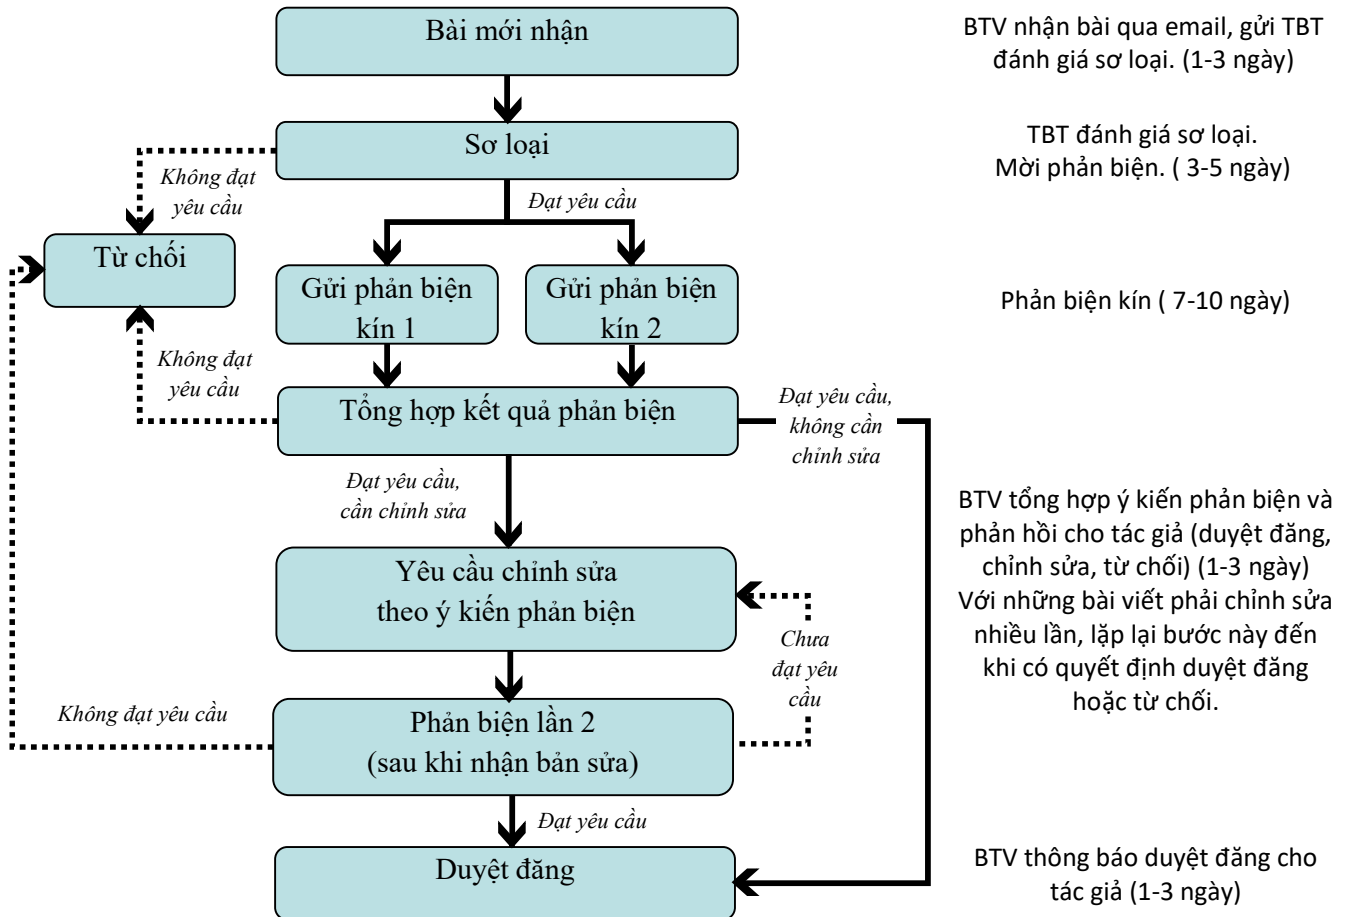 Bài mới nhận
BTV nhận bài qua email, gửi TBT
đánh giá sơ loại. (1-3 ngày)
Sơ loại
TBT đánh giá sơ loại.
Mời phản biện. ( 3-5 ngày)
Không đạt
yêu cầu
Đạt yêu cầu
Từ chối
Gửi phản biện
kín 1
Gửi phản biện
kín 2
Phản biện kín ( 7-10 ngày)
Không đạt
yêu cầu
Tổng hợp kết quả phản biện
Đạt yêu cầu,
không cần
chỉnh sửa
Đạt yêu cầu,
cần chỉnh sửa
BTV tổng hợp ý kiến phản biện và
phản hồi cho tác giả (duyệt đăng,
chỉnh sửa, từ chối) (1-3 ngày)
Với những bài viết phải chỉnh sửa
nhiều lần, lặp lại bước này đến
khi có quyết định duyệt đăng
hoặc từ chối.
Yêu cầu chỉnh sửa
theo ý kiến phản biện
Chưa
đạt yêu
cầu
Không đạt yêu cầu
Phản biện lần 2
(sau khi nhận bản sửa)
Đạt yêu cầu
Duyệt đăng
BTV thông báo duyệt đăng cho
tác giả (1-3 ngày)